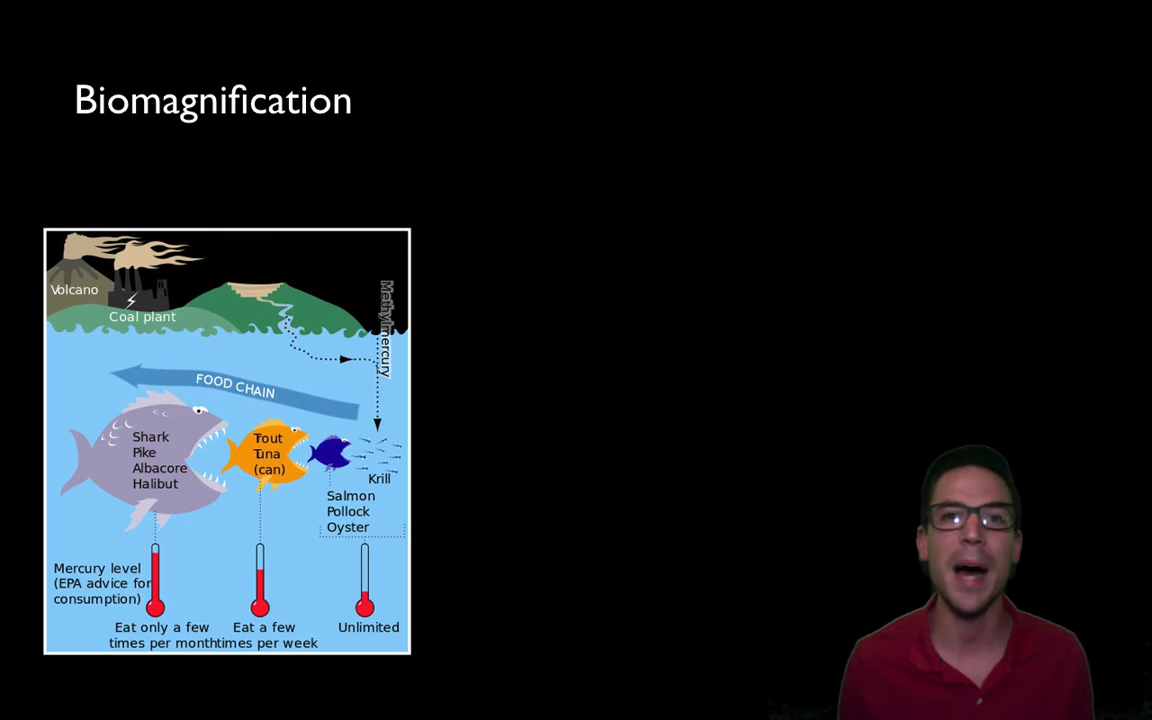 Biomagnification
Volcano
Coal plant
Methylmercury
FOOD CHAIN
Shark
Pike
Albacore
Halibut
Trout
Tuna
(can)
Krill
Salmon
Pollock
Oyster
Mercury level
(EPA advice for
consumption)
Eat only a few
times per month
Eat a few
times per week
Unlimited